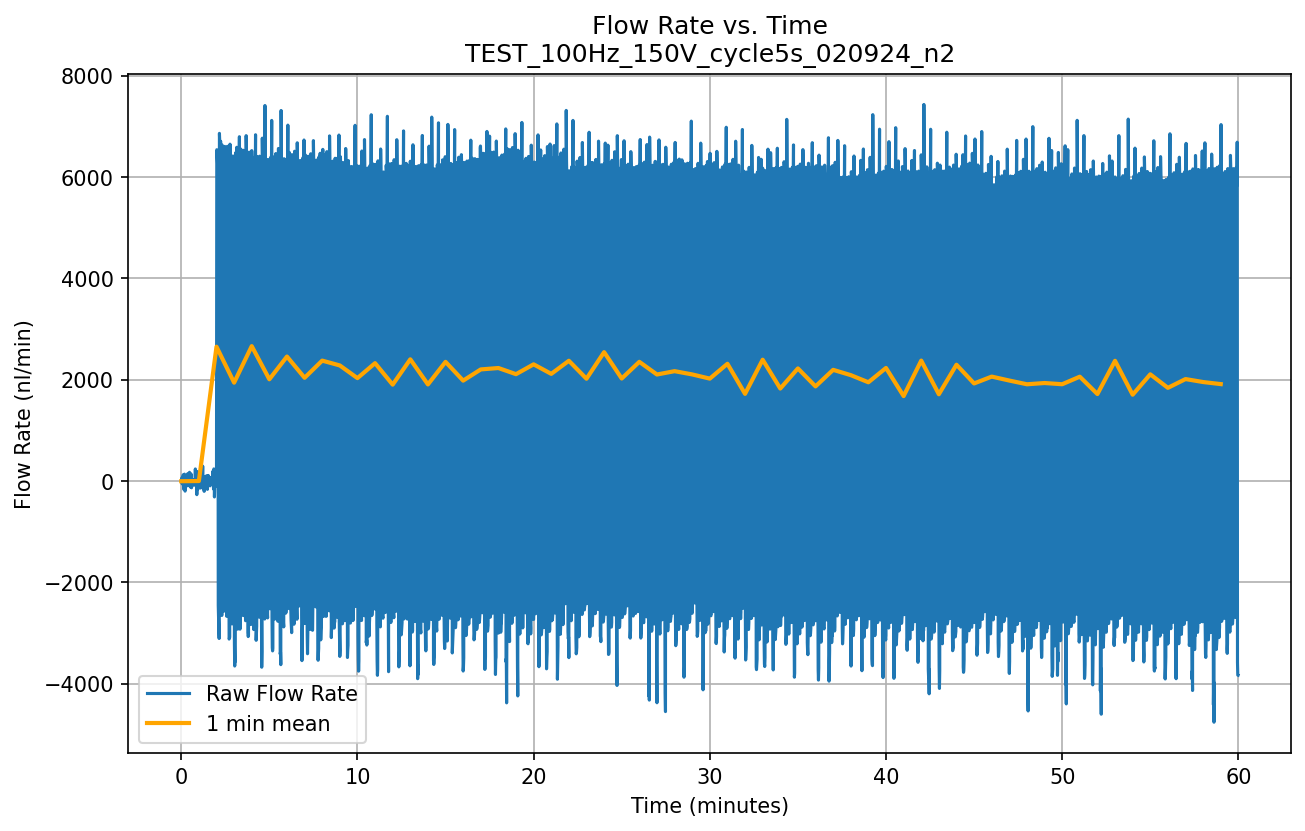 Flow Rate vs. Time
TEST_100Hz_150V_cycle5s_020924_n2
8000
6000
4000
2000
0
−2000
−4000
Flow Rate (nl/min)
Raw Flow Rate
1 min mean
0 10 20 30 40 50 60
Time (minutes)